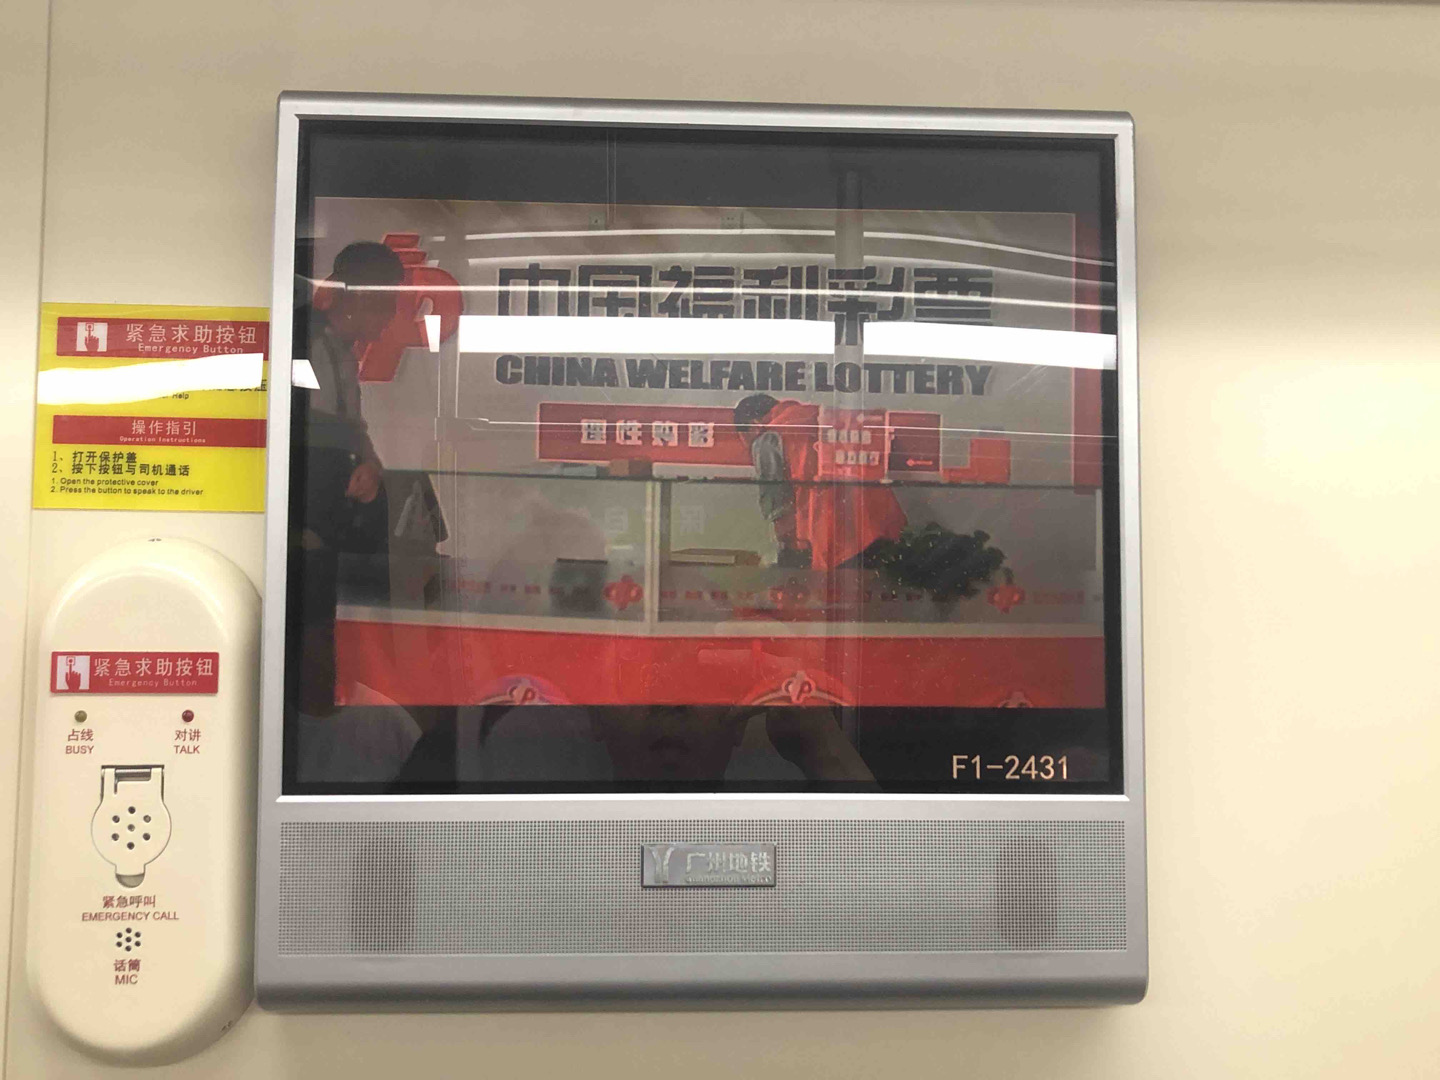 紧急求助按钮
Emergency Button
Help
操作指引
Operation Instructions
1、打开保护盖
2、按下按钮与司机通话
1. Open the protective cover
2. Press the button to speak to the driver
紧急求助按钮
Emergency Button
占线
BUSY
对讲
TALK
紧急呼叫
EMERGENCY CALL
话筒
MIC
中国福利彩票
CHINA WELFARE LOTTERY
理性购彩
F1-2431
广州地铁